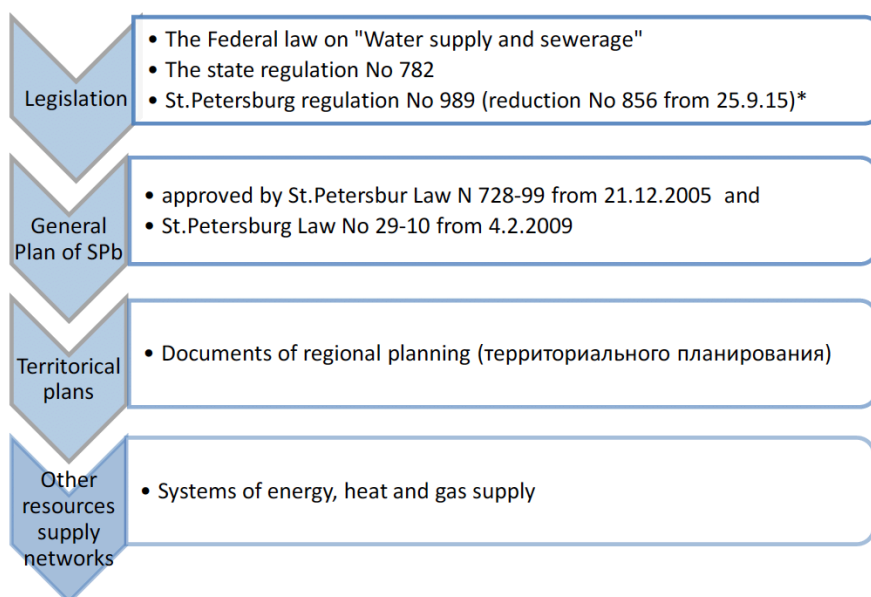 Legislation
• The Federal law on "Water supply and sewerage"
• The state regulation No 782
• St.Petersburg regulation No 989 (reduction No 856 from 25.9.15)*
General
Plan of SPb
• approved by St.Petersbur Law N 728-99 from 21.12.2005 and
• St.Petersburg Law No 29-10 from 4.2.2009
Territorical
plans
• Documents of regional planning (территориального планирования)
Other
resources
supply
networks
• Systems of energy, heat and gas supply